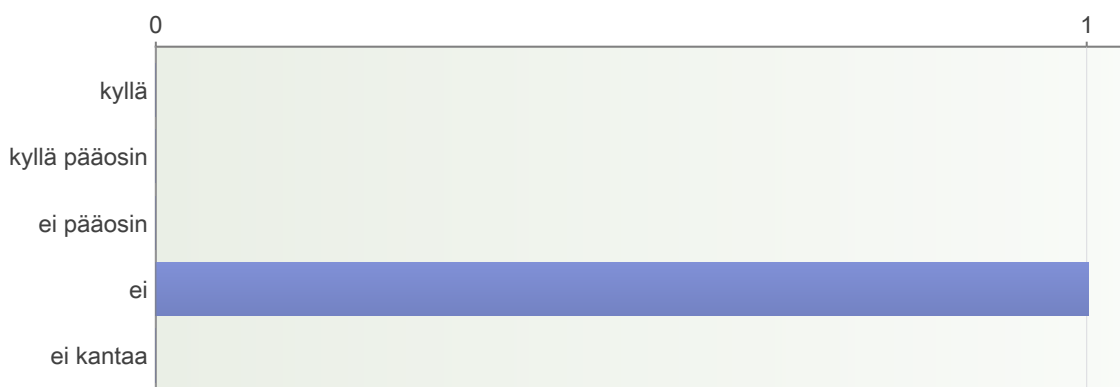 0 1
kyllä
kyllä pääosin
ei pääosin
ei
ei kantaa